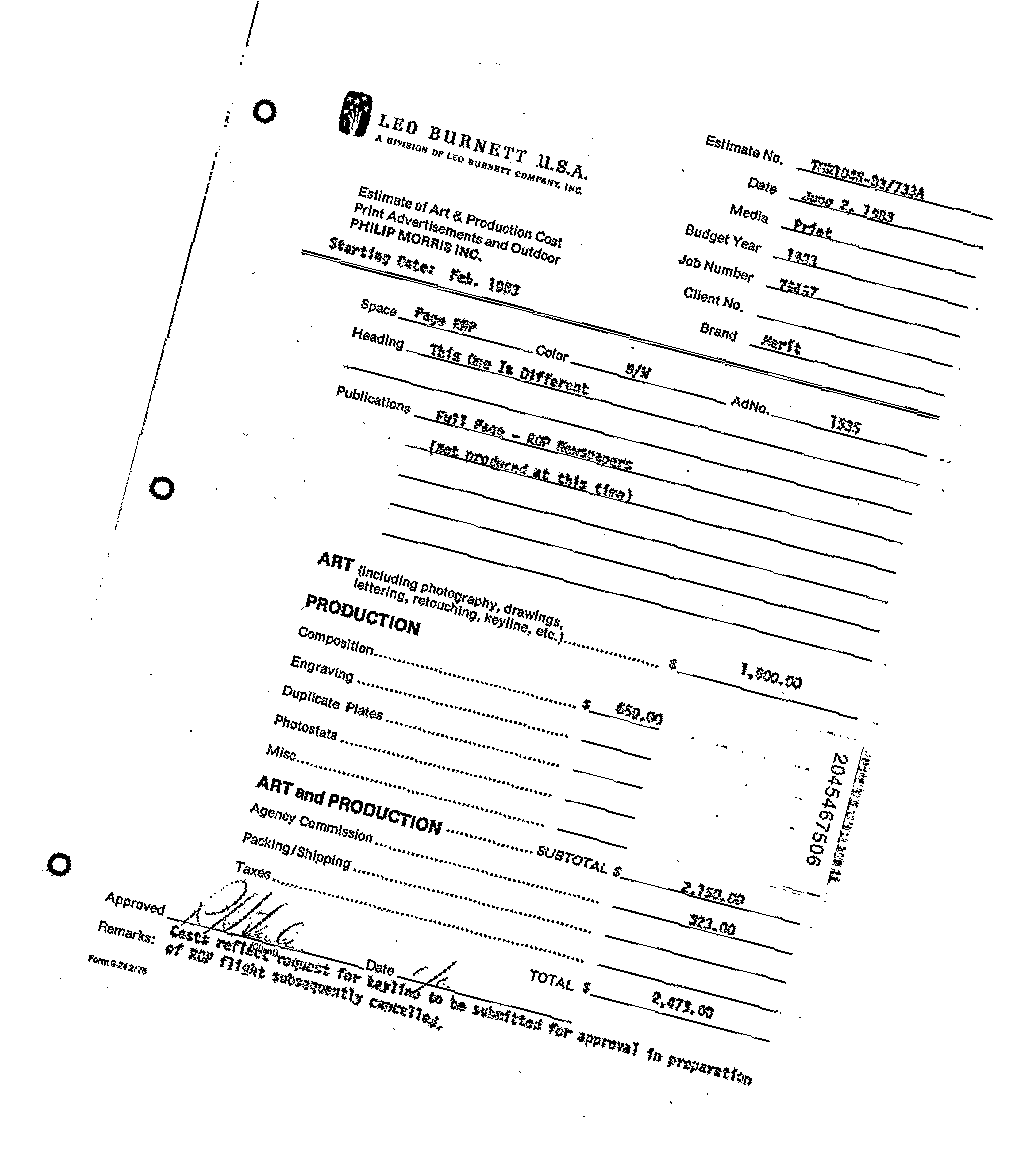 LEO BURNETT U.S.A.
A DIVISION OF LEO BURNETT COMPANY, INC.
Estimate No.
Date June 2, 1983
Media Print
Budget Year 1983
Job Number
Client No.
Brand Merit
Estimate of Art & Production Cost
Print Advertisements and Outdoor
PHILIP MORRIS INC.
Starting Date: Feb. 1983
Space Page ROP Color B/W AdNo. 1335
Heading This One Is Different
Publications Full Page - ROP Newspapers
(not produced at this time)
ART (including photography, drawings,
lettering, retouching, keyline, etc.) $ 1,500.00
PRODUCTION
Composition $ 650.00
Engraving
Duplicate Plates
Photostats
Misc.
ART and PRODUCTION SUBTOTAL $ 2,150.00
Agency Commission 323.00
Packing/Shipping
Taxes
TOTAL $ 2,473.00
Approved Date
Remarks: Costs reflect request for keyline to be submitted for approval in preparation
of ROP flight subsequently cancelled.
2045467506